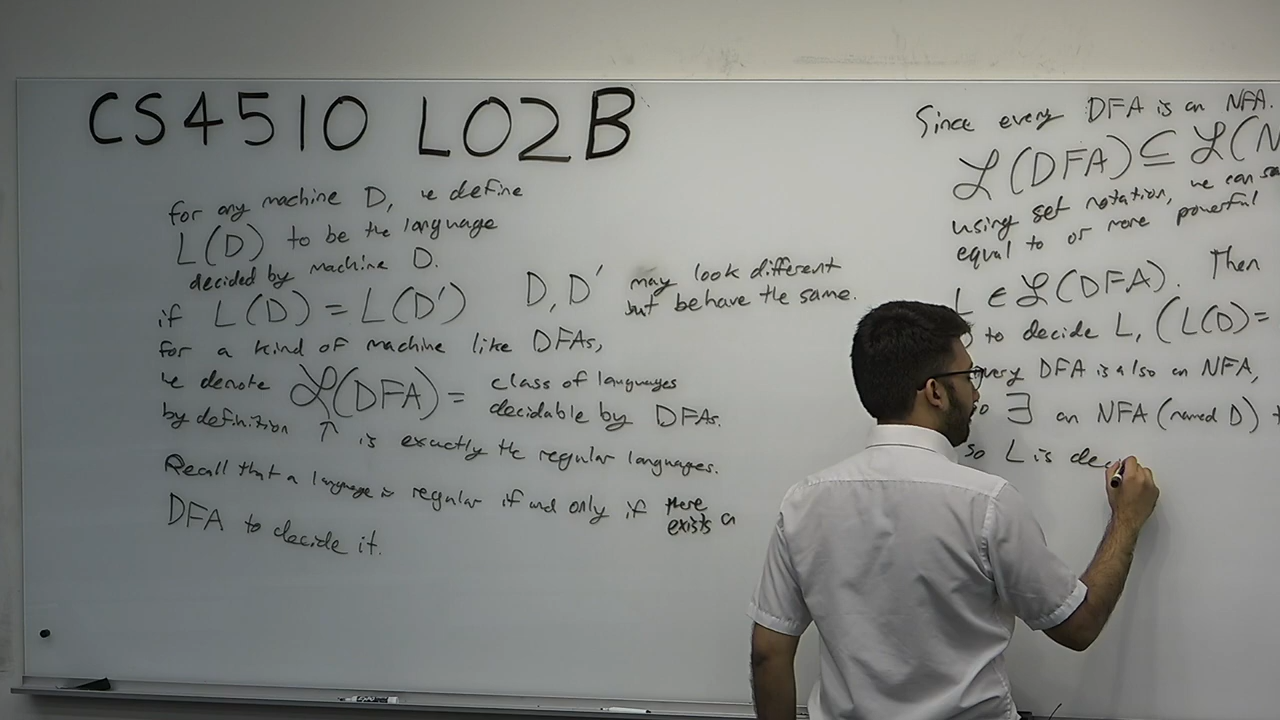 CS4510 L02B
for any machine D, we define
L(D) to be the language
decided by machine D.
if L(D) = L(D') D, D' may look different
but behave the same.
for a kind of machine like DFAs,
we denote ℒ(DFA) = class of languages
decidable by DFAs.
by definition ↑ is exactly the regular languages.
Recall that a language is regular if and only if there
exists a
DFA to decide it.
Since every DFA is an NFA.
ℒ(DFA) ⊆ ℒ(N
using set notation, we can sa
equal to or more powerful
L ∈ ℒ(DFA). Then
to decide L, (L(D) =
every DFA is also an NFA,
so ∃ an NFA (named D) t
so L is dec